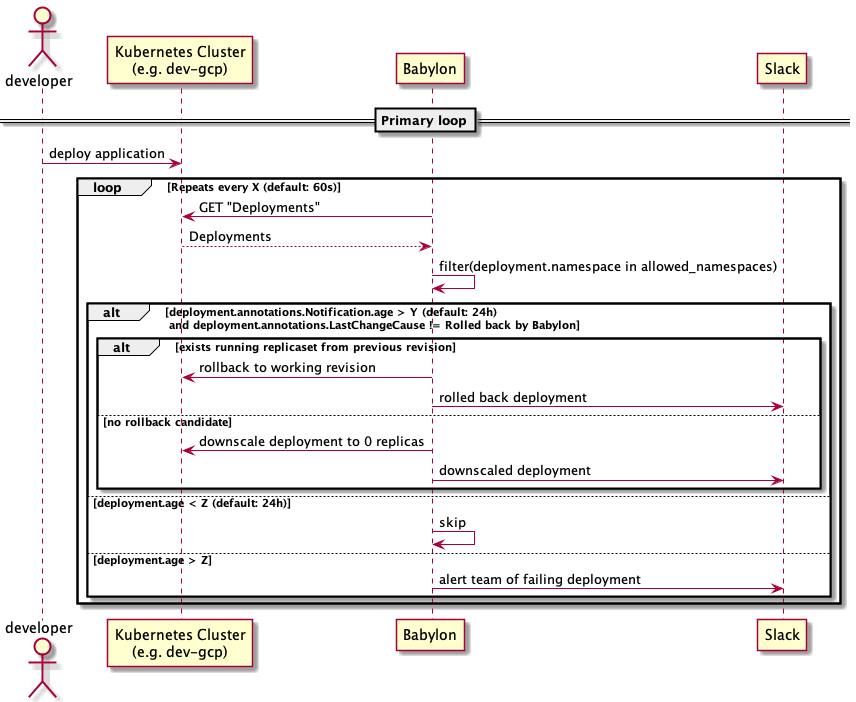 developer
Kubernetes Cluster
(e.g. dev-gcp)
Babylon
Slack
Primary loop
deploy application
loop
[Repeats every X (default: 60s)]
GET "Deployments"
Deployments
filter(deployment.namespace in allowed_namespaces)
alt
[deployment.annotations.Notification.age > Y (default: 24h)
and deployment.annotations.LastChangeCause != Rolled back by Babylon]
alt
[exists running replicaset from previous revision]
rollback to working revision
rolled back deployment
[no rollback candidate]
downscale deployment to 0 replicas
downscaled deployment
[deployment.age < Z (default: 24h)]
skip
[deployment.age > Z]
alert team of failing deployment
developer
Kubernetes Cluster
(e.g. dev-gcp)
Babylon
Slack